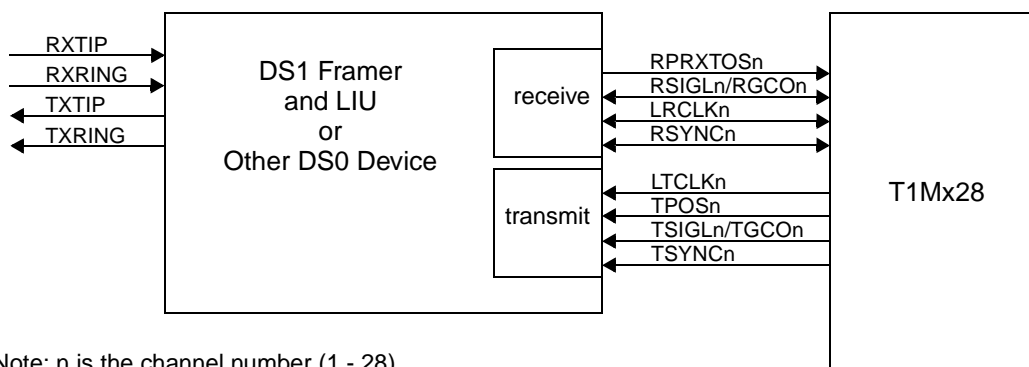 RXTIP
RXRING
TXTIP
TXRING
DS1 Framer
and LIU
or
Other DS0 Device
receive
transmit
RPRXTOSn
RSIGLn/RGCOn
LRCLKn
RSYNCn
LTCLKn
TPOSn
TSIGLn/TGCOn
TSYNCn
T1Mx28
Note: n is the channel number (1 - 28)